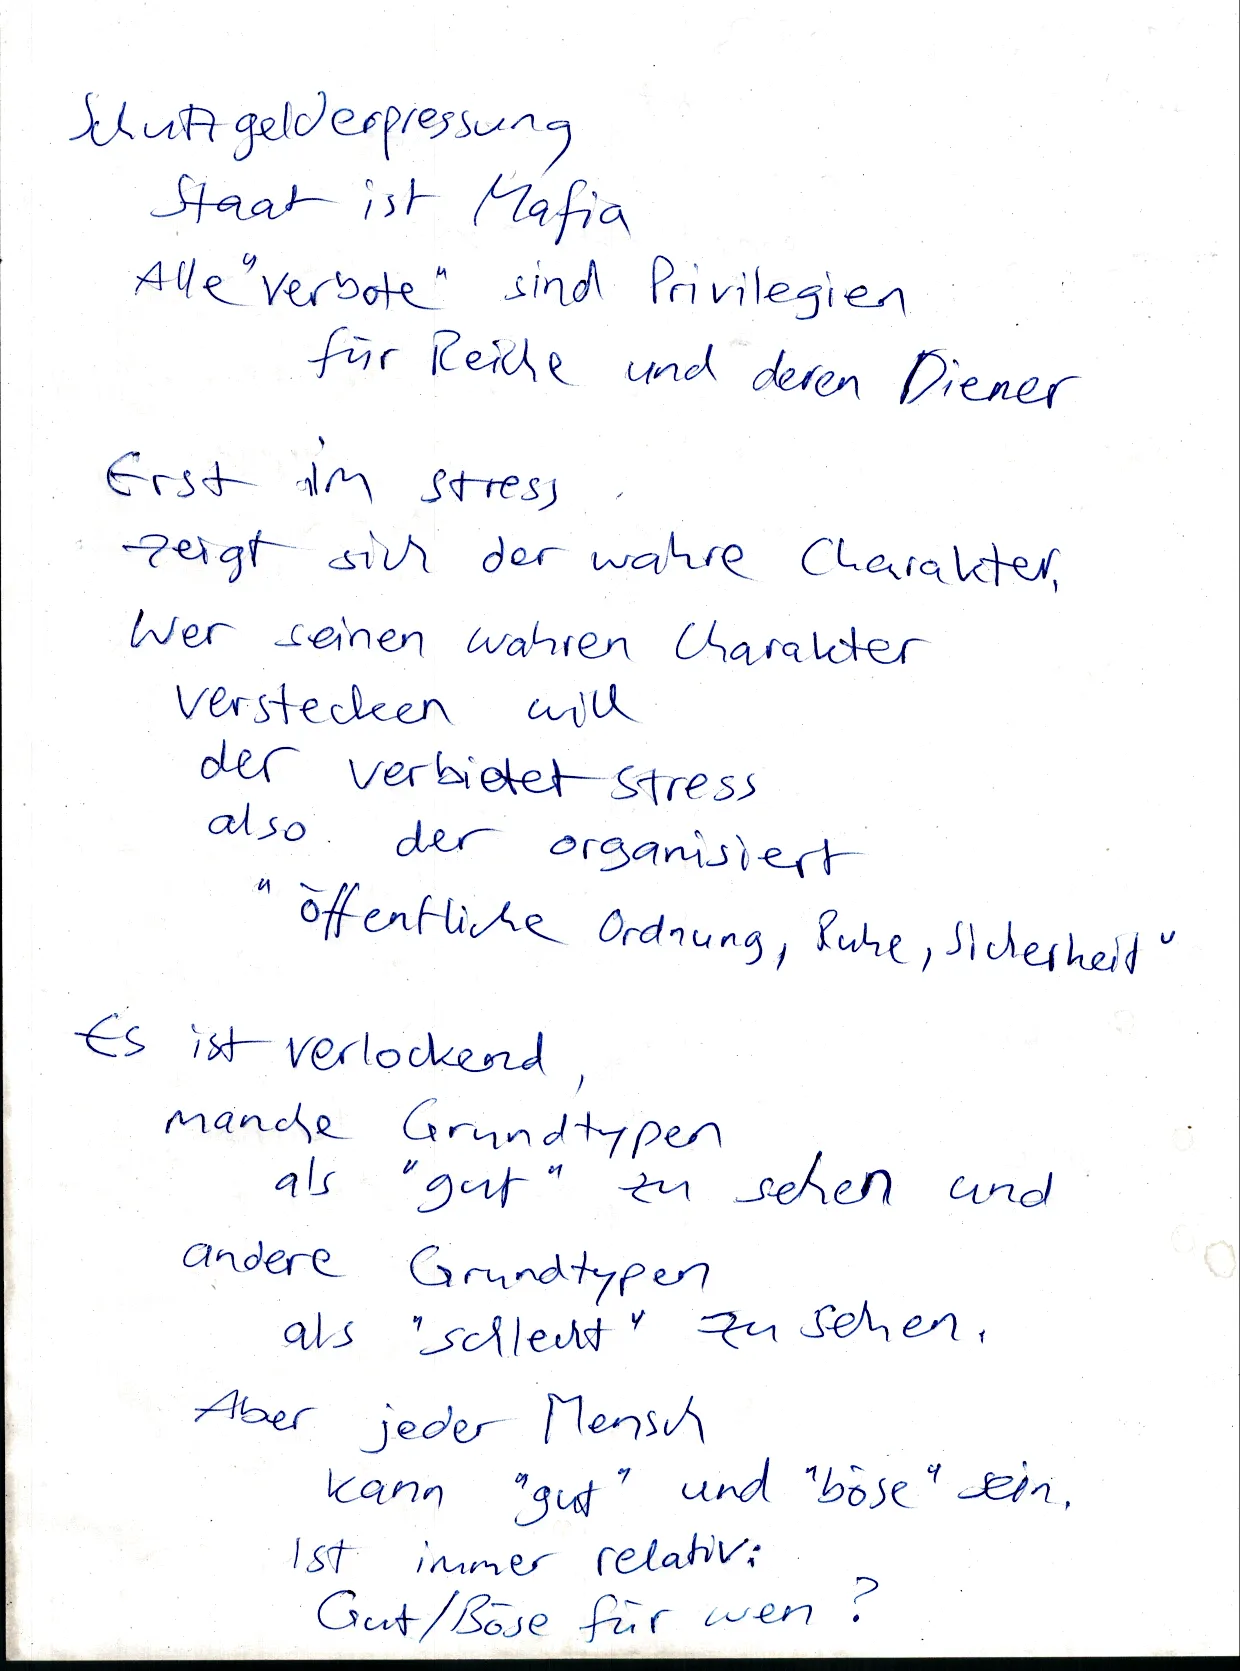 Schutzgelderpressung
Staat ist Mafia
Alle "Verbote" sind Privilegien
für Reiche und deren Diener
Erst im stress
zeigt sich der wahre Charakter.
Wer seinen wahren Charakter
verstecken will
der verbietet stress
also der organisiert
"öffentliche Ordnung, Ruhe, Sicherheit"
Es ist verlockend,
manche Grundtypen
als "gut" zu sehen und
andere Grundtypen
als "schlecht" zu sehen.
Aber jeder Mensch
kann "gut" und "böse" sein.
Ist immer relativ:
Gut/Böse für wen?